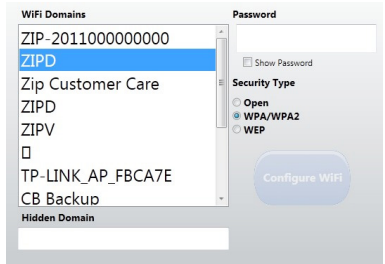 WiFi Domains
ZIP-2011000000000
ZIPD
Zip Customer Care
ZIPD
ZIPV
TP-LINK_AP_FBCA7E
CB Backup
Hidden Domain
Password
Show Password
Security Type
Open
WPA/WPA2
WEP
Configure WiFi